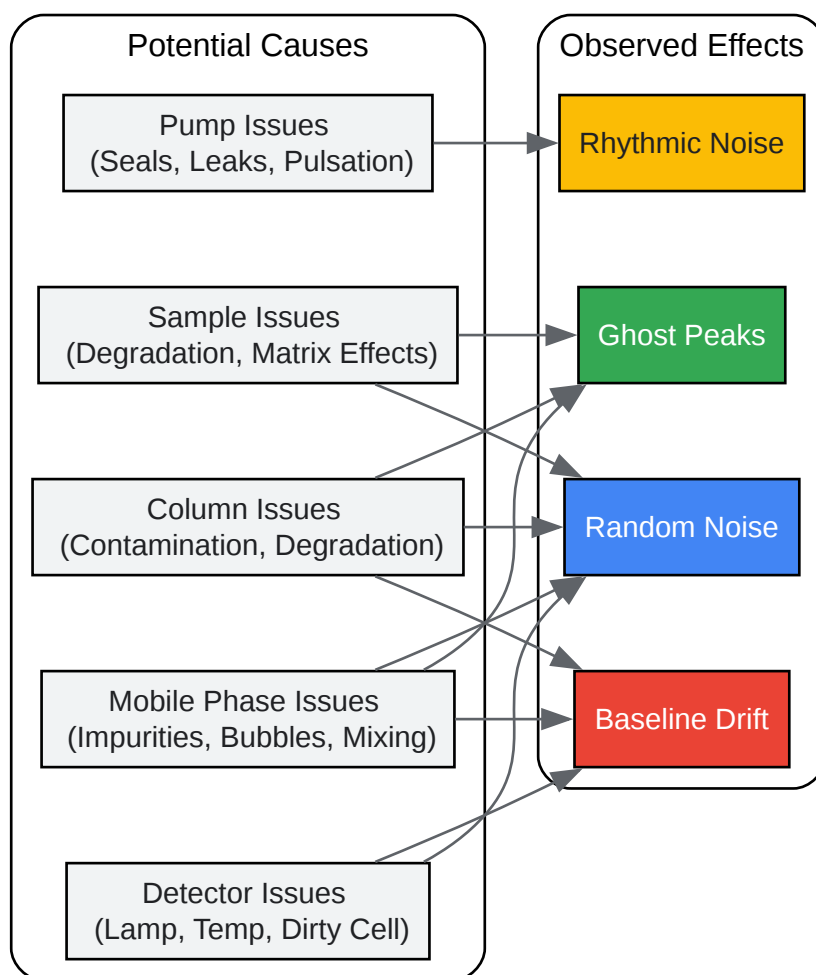 Potential Causes
Pump Issues
(Seals, Leaks, Pulsation)
Sample Issues
(Degradation, Matrix Effects)
Column Issues
(Contamination, Degradation)
Mobile Phase Issues
(Impurities, Bubbles, Mixing)
Detector Issues
(Lamp, Temp, Dirty Cell)
Observed Effects
Rhythmic Noise
Ghost Peaks
Random Noise
Baseline Drift